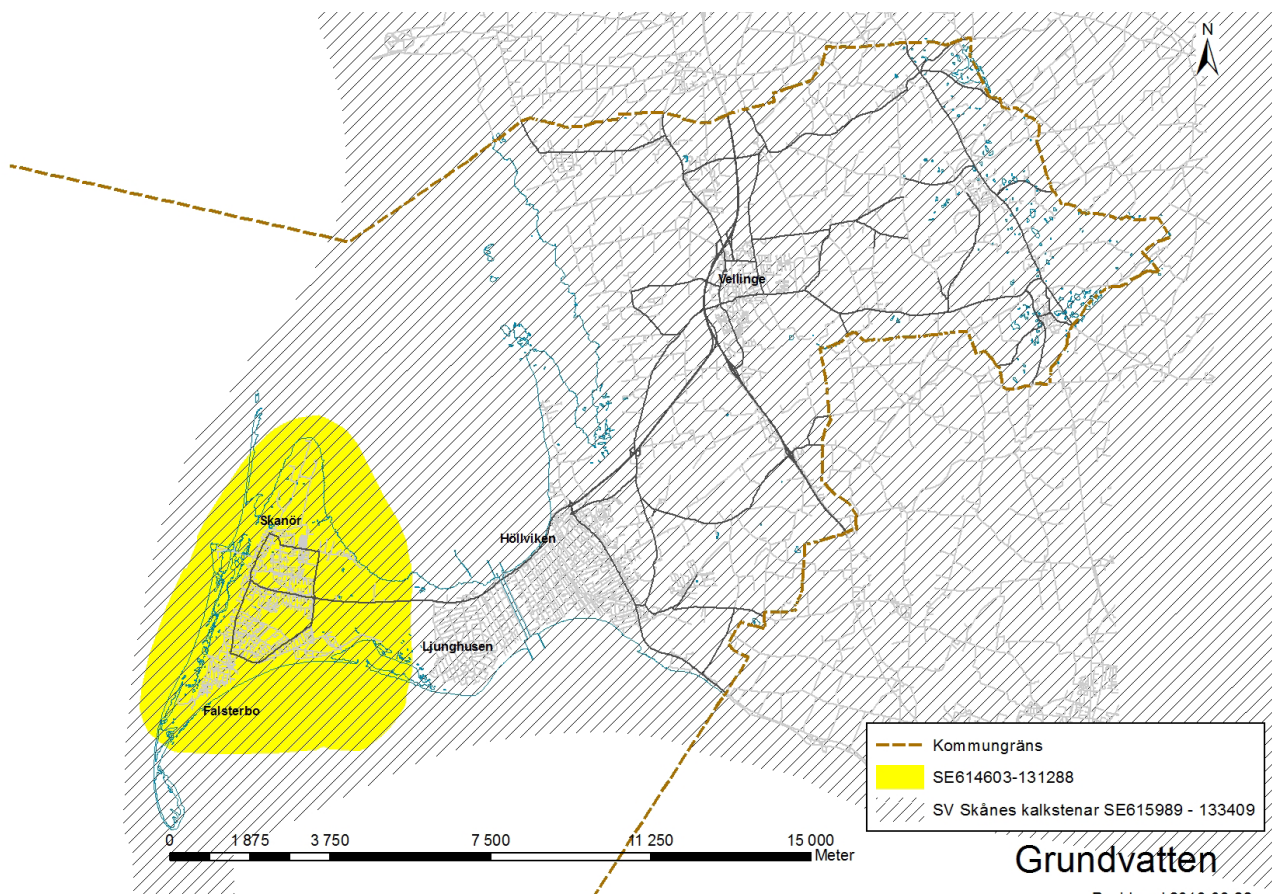 N
Vellinge
Skanör
Höllviken
Ljunghusen
Falsterbo
Kommungräns
SE614603-131288
SV Skånes kalkstenar SE615989 - 133409
0 1 875 3 750 7 500 11 250 15 000
Meter
Grundvatten